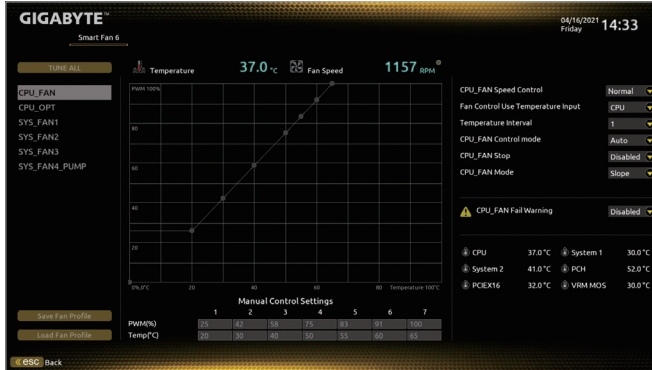 GIGABYTE™
Smart Fan 6
04/16/2021
Friday
14:33
TUNE ALL
Temperature 37.0 °C Fan Speed 1157 RPM
CPU_FAN
CPU_OPT
SYS_FAN1
SYS_FAN2
SYS_FAN3
SYS_FAN4_PUMP
Save Fan Profile
Load Fan Profile
PWM 100%
80
60
40
20
0%,0°C 20 40 60 80 Temperature 100°C
Manual Control Settings
1 2 3 4 5 6 7
PWM(%) 25 42 58 75 83 91 100
Temp(°C) 20 30 40 50 55 60 65
CPU_FAN Speed Control Normal
Fan Control Use Temperature Input CPU
Temperature Interval 1
CPU_FAN Control mode Auto
CPU_FAN Stop Disabled
CPU_FAN Mode Slope
CPU_FAN Fail Warning Disabled
CPU 37.0°C System 1 30.0°C
System 2 41.0°C PCH 52.0°C
PCIEX16 32.0°C VRM MOS 30.0°C
esc Back